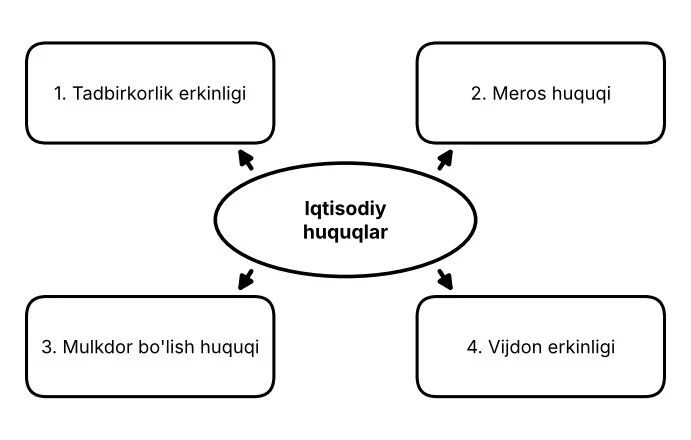 1. Tadbirkorlik erkinligi
2. Meros huquqi
Iqtisodiy
huquqlar
3. Mulkdor bo'lish huquqi
4. Vijdon erkinligi